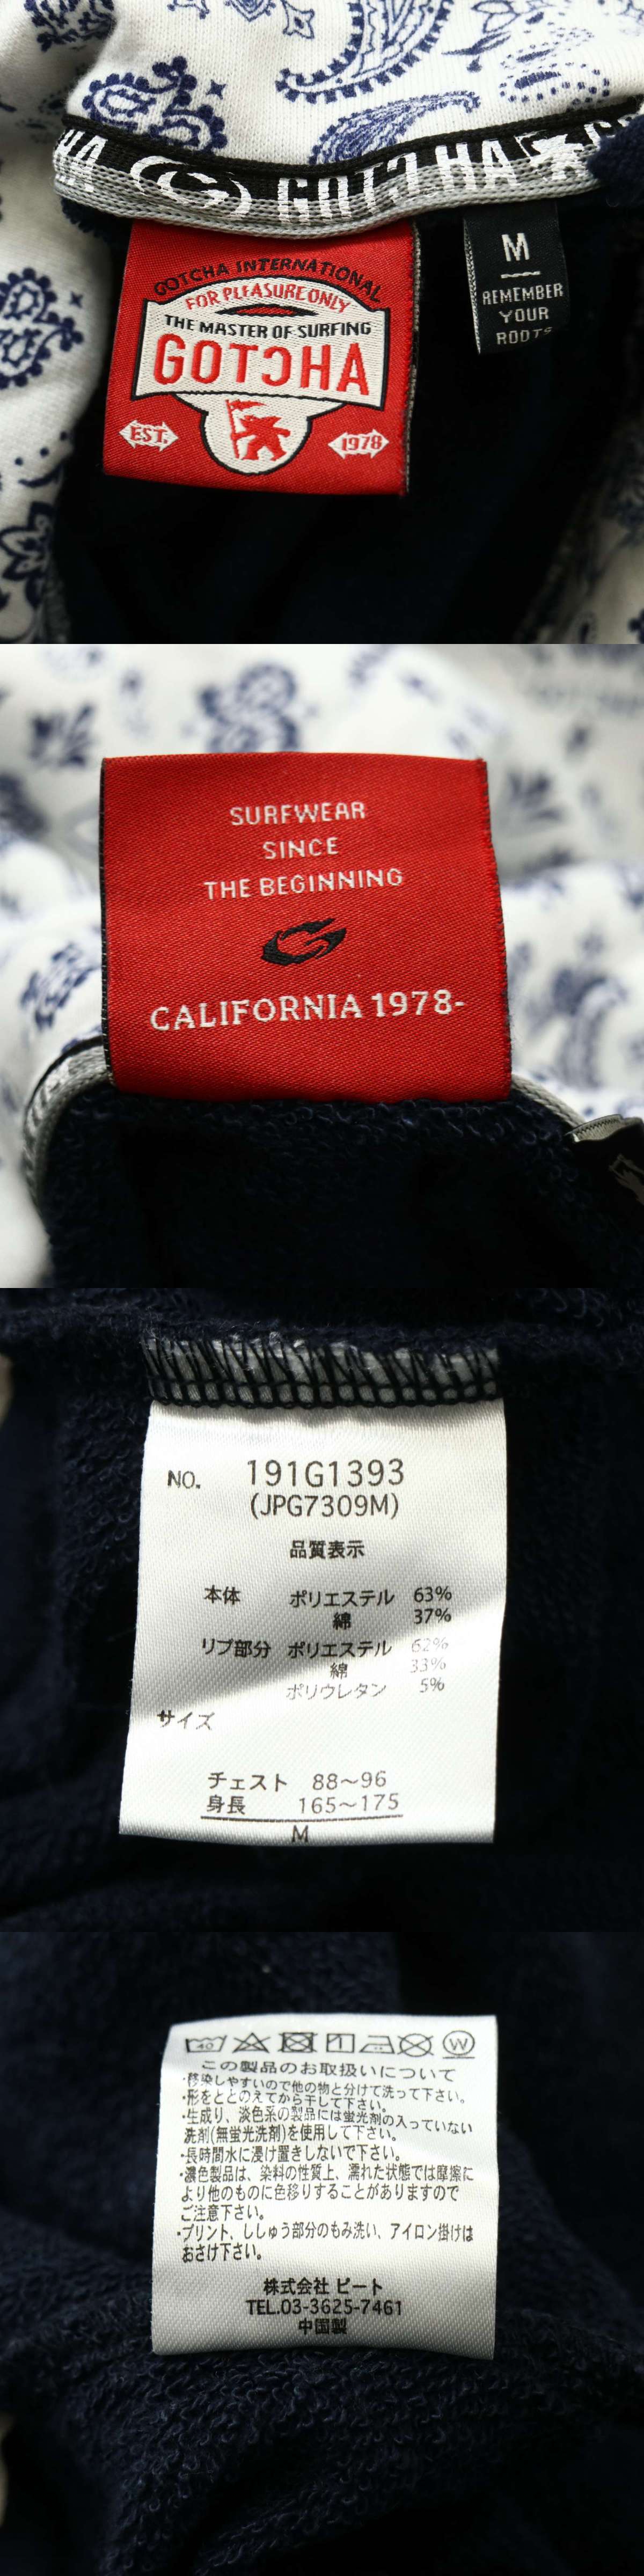 HA
GOTCHA
GOTCHA INTERNATIONAL
FOR PLEASURE ONLY
THE MASTER OF SURFING
GOTCHA
EST.
1978
M
REMEMBER
YOUR
ROOTS
SURFWEAR
SINCE
THE BEGINNING
CALIFORNIA 1978-
NO. 191G1393
(JPG7309M)
品質表示
本体 ポリエステル 63%
綿 37%
リブ部分 ポリエステル 62%
綿 33%
ポリウレタン 5%
サイズ
チェスト 88~96
身長 165~175
M
40
W
この製品のお取扱いについて
・移染しやすいので他の物と分けて洗って下さい。
・形をととのえてから干して下さい。
・生成り、淡色系の製品には蛍光剤の入っていない
洗剤(無蛍光洗剤)を使用して下さい。
・長時間水に浸け置きしないで下さい。
・濃色製品は、染料の性質上、濡れた状態では摩擦に
より他のものに色移りすることがありますので
ご注意下さい。
・プリント、ししゅう部分のもみ洗い、アイロン掛けは
おさけ下さい。
株式会社 ビート
TEL.03-3625-7461
中国製